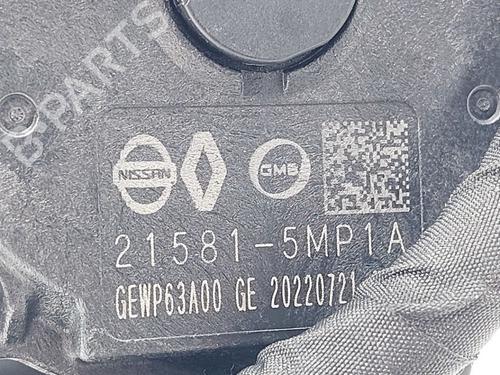 B-PARTS
NISSAN GMB
21581-5MP1A
GEWP63A00 GE 20220721